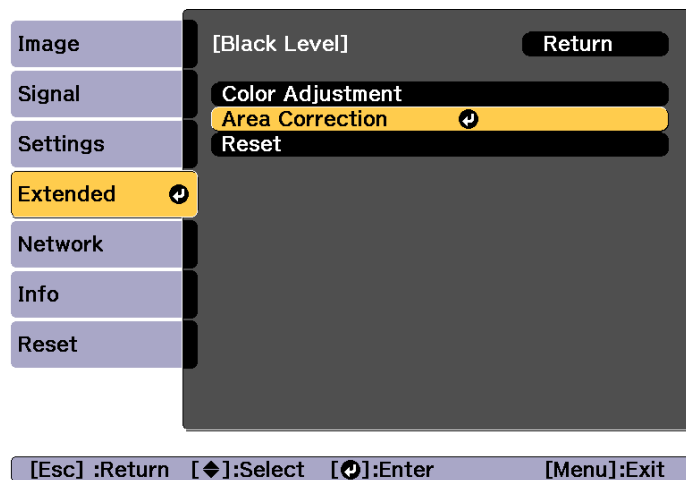 Image
Signal
Settings
Extended
Network
Info
Reset
[Black Level]
Return
Color Adjustment
Area Correction
Reset
[Esc] :Return [◆]:Select [↵]:Enter [Menu]:Exit